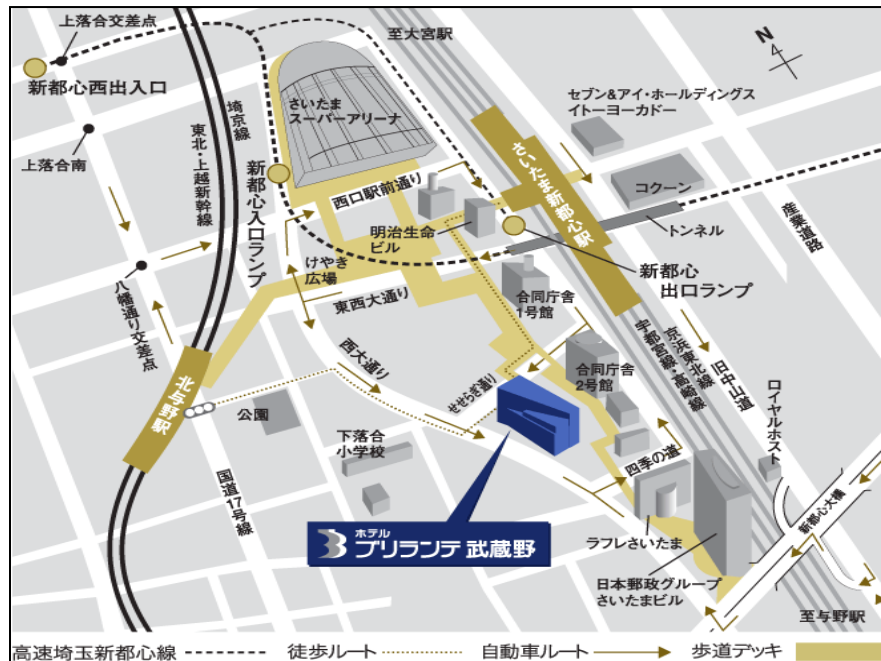 上落合交差点
至大宮駅
N
新都心西出入口
セブン&アイ・ホールディングス
イトーヨーカドー
さいたま
スーパーアリーナ
埼京線
東北・上越新幹線
上落合南
新都心入口ランプ
さいたま新都心駅
コクーン
西口駅前通り
産業道路
明治生命
ビル
トンネル
けやき
広場
新都心
出口ランプ
八幡通り交差点
東西大通り
合同庁舎
1号館
西大通り
宇都宮線・高崎線
京浜東北線
旧中山道
北与野駅
せせらぎ通り
合同庁舎
2号館
公園
ロイヤルホスト
下落合
小学校
四季の道
国道17号線
新都心大橋
ホテル
ブリランテ 武蔵野
ラフレさいたま
日本郵政グループ
さいたまビル
至与野駅
高速埼玉新都心線
徒歩ルート
自動車ルート
歩道デッキ